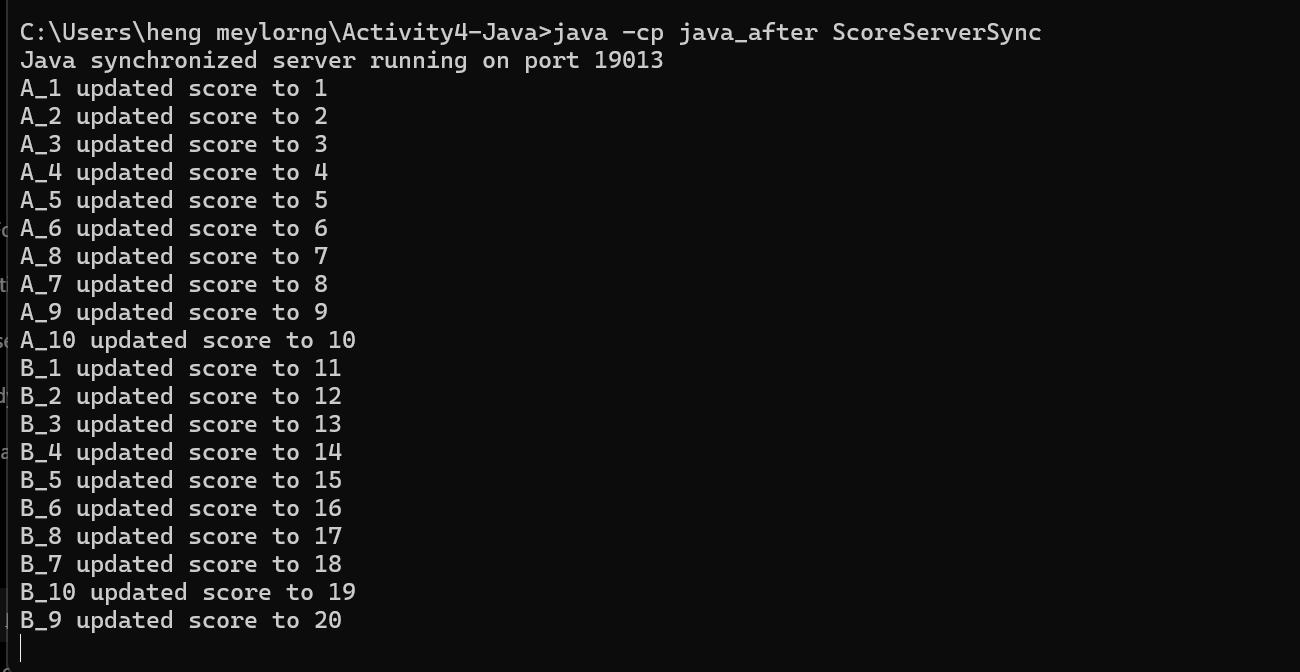 C:\Users\heng meylorng\Activity4-Java>java -cp java_after ScoreServerSync
Java synchronized server running on port 19013
A_1 updated score to 1
A_2 updated score to 2
A_3 updated score to 3
A_4 updated score to 4
A_5 updated score to 5
A_6 updated score to 6
A_8 updated score to 7
A_7 updated score to 8
A_9 updated score to 9
A_10 updated score to 10
B_1 updated score to 11
B_2 updated score to 12
B_3 updated score to 13
B_4 updated score to 14
B_5 updated score to 15
B_6 updated score to 16
B_8 updated score to 17
B_7 updated score to 18
B_10 updated score to 19
B_9 updated score to 20